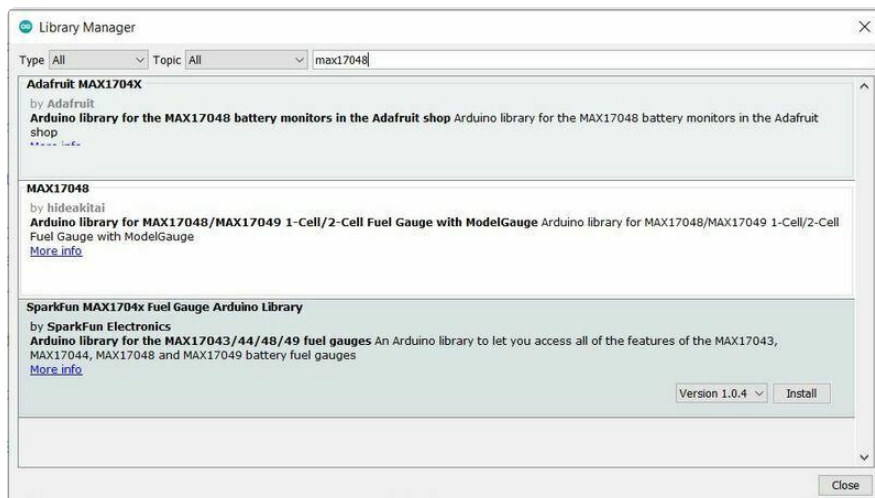 Library Manager
Type All Topic All max17048
Adafruit MAX1704X
by Adafruit
Arduino library for the MAX17048 battery monitors in the Adafruit shop Arduino library for the MAX17048 battery monitors in the Adafruit
shop
More info
MAX17048
by hideakitai
Arduino library for MAX17048/MAX17049 1-Cell/2-Cell Fuel Gauge with ModelGauge Arduino library for MAX17048/MAX17049 1-Cell/2-Cell
Fuel Gauge with ModelGauge
More info
SparkFun MAX1704x Fuel Gauge Arduino Library
by SparkFun Electronics
Arduino library for the MAX17043/44/48/49 fuel gauges An Arduino library to let you access all of the features of the MAX17043,
MAX17044, MAX17048 and MAX17049 battery fuel gauges
More info
Version 1.0.4 Install
Close